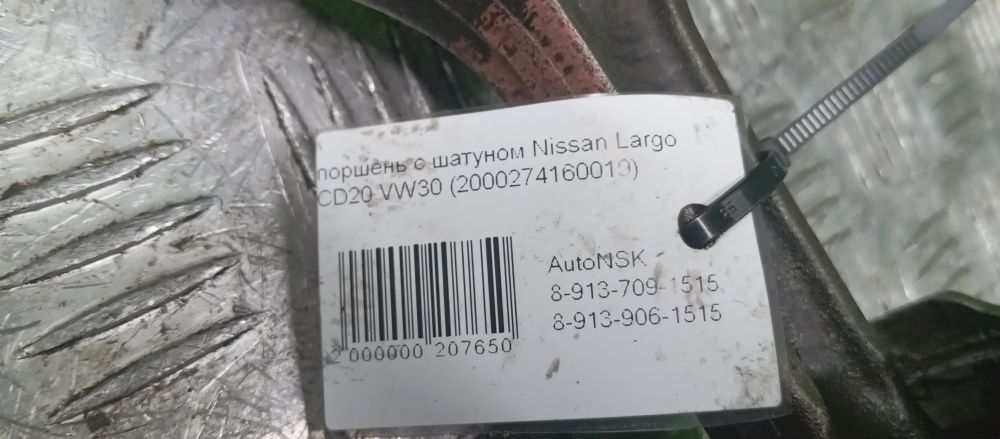 поршень с шатуном Nissan Largo
CD20 VW30 (2000274160019)
AutoNSK
8-913-709-1515
8-913-906-1515
2 000000 207650